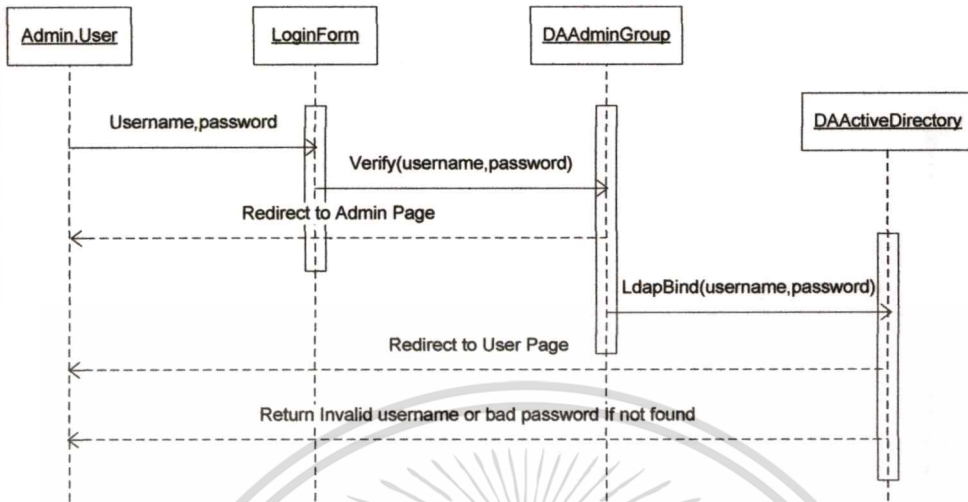 Admin,User
LoginForm
DAAdminGroup
DAActiveDirectory
Username,password
Verify(username,password)
Redirect to Admin Page
LdapBind(username,password)
Redirect to User Page
Return Invalid username or bad password if not found